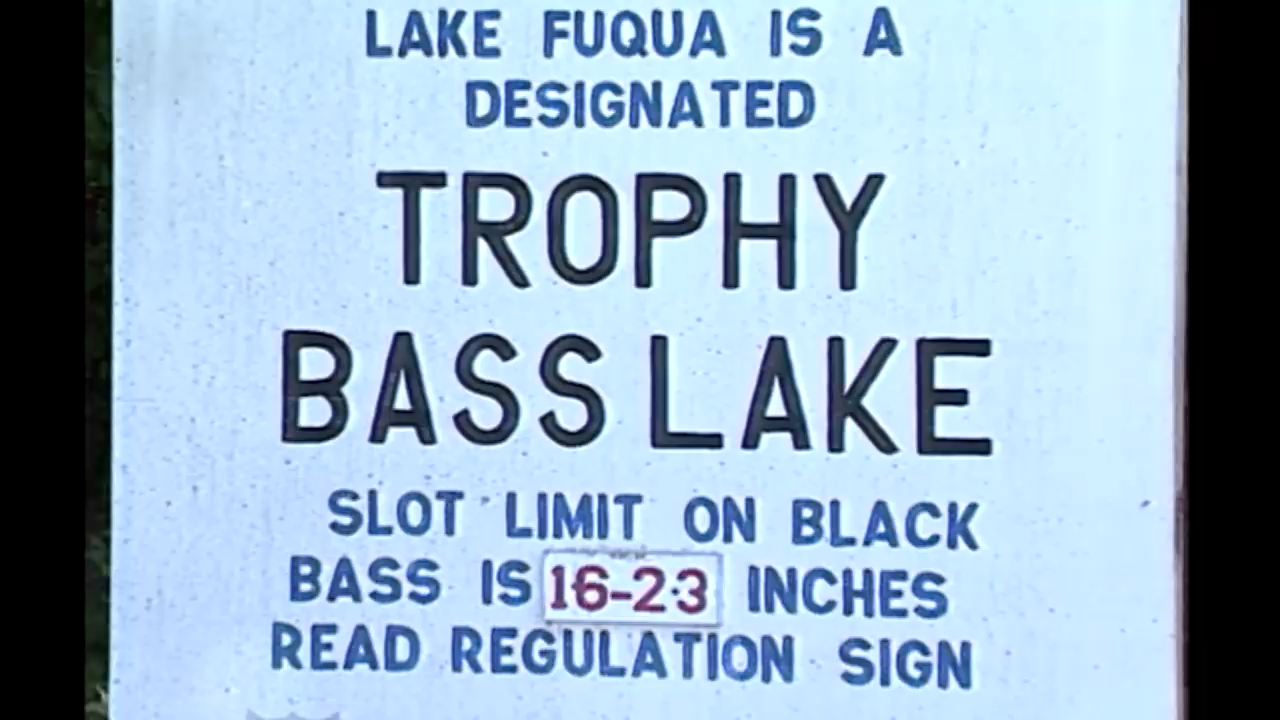 LAKE FUQUA IS A
DESIGNATED
TROPHY
BASS LAKE
SLOT LIMIT ON BLACK
BASS IS 16-23 INCHES
READ REGULATION SIGN